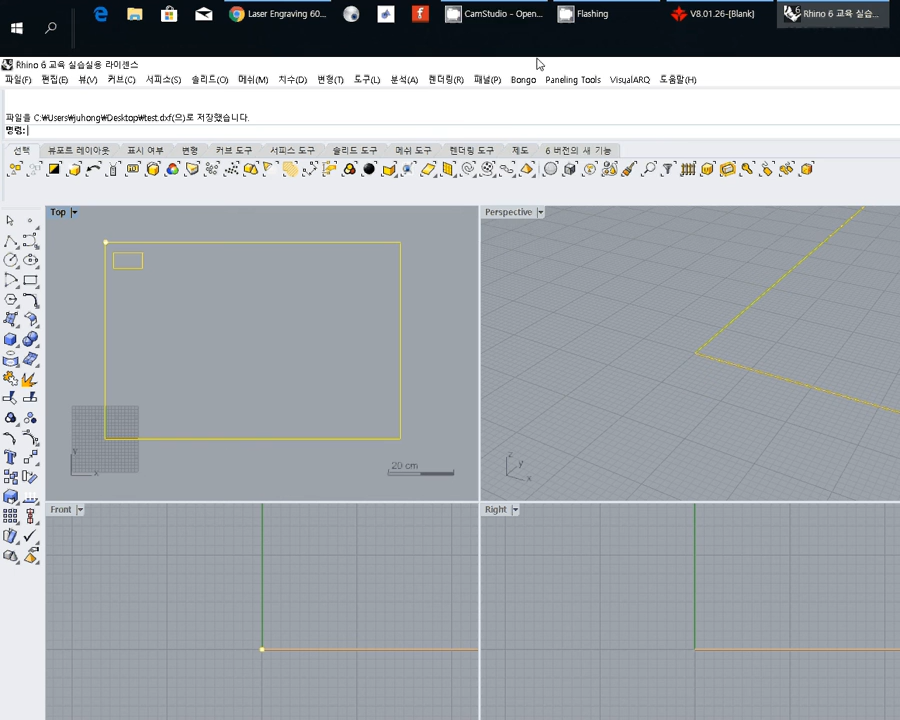 Laser Engraving 60...
CamStudio - Open...
Flashing
V8.01.26-[Blank]
Rhino 6 교육 실습...
Rhino 6 교육 실습실용 라이센스
파일(F) 편집(E) 뷰(V) 커브(C) 서피스(S) 솔리드(O) 메쉬(M) 치수(D) 변형(T) 도구(L) 분석(A) 렌더링(R) 패널(P) Bongo Paneling Tools VisualARQ 도움말(H)
파일을 C:₩Users₩juhong₩Desktop₩test.dxf(으)로 저장했습니다.
명령:
선택 뷰포트 레이아웃 표시 여부 변형 커브 도구 서피스 도구 솔리드 도구 메쉬 도구 렌더링 도구 제도 6 버전의 새 기능
Top
Perspective
20 cm
y
x
z
y
x
Front
Right